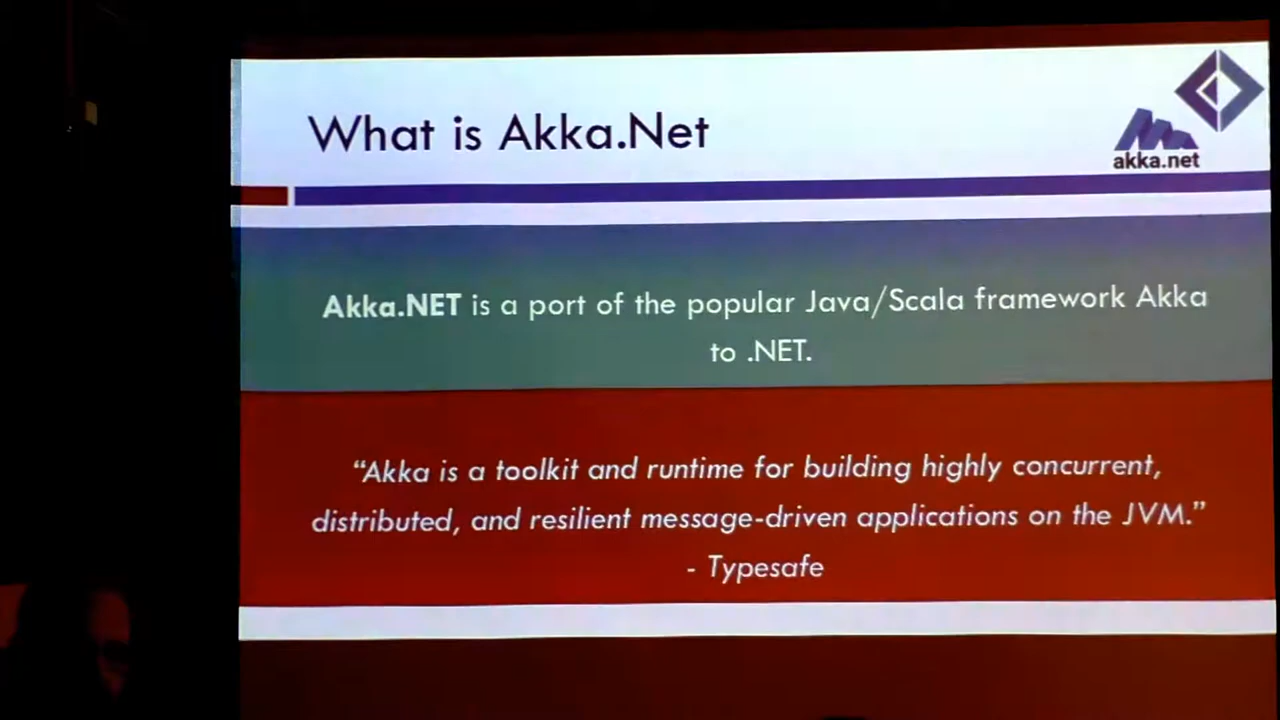 What is Akka.Net
akka.net
Akka.NET is a port of the popular Java/Scala framework Akka
to .NET.
“Akka is a toolkit and runtime for building highly concurrent,
distributed, and resilient message-driven applications on the JVM.”
- Typesafe